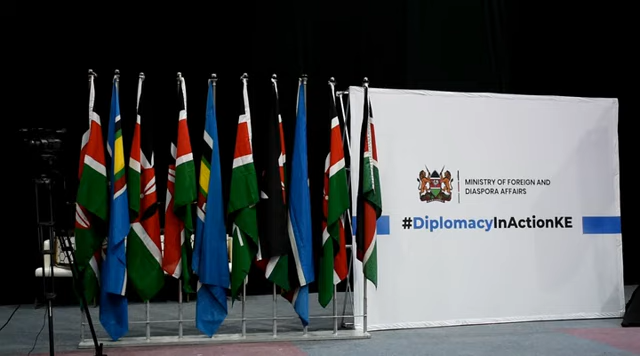 MINISTRY OF FOREIGN AND
DIASPORA AFFAIRS
#DiplomacyInActionKE